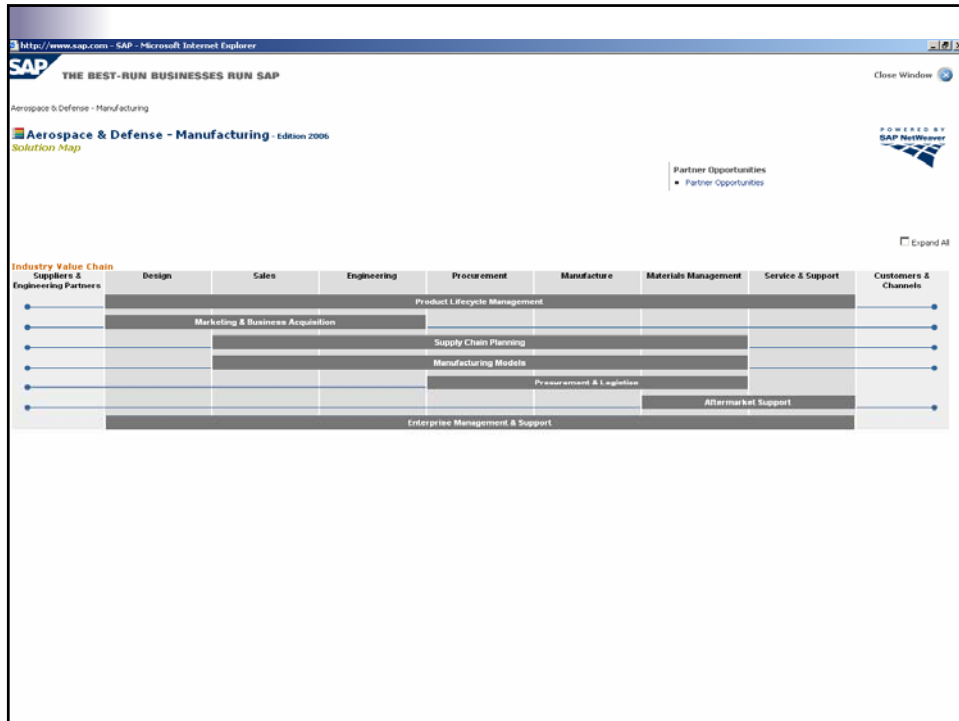 http://www.sap.com - SAP - Microsoft Internet Explorer
SAP THE BEST-RUN BUSINESSES RUN SAP
Close Window
Aerospace & Defense - Manufacturing
Aerospace & Defense - Manufacturing - Edition 2006
Solution Map
POWERED BY
SAP NetWeaver
Partner Opportunities
Partner Opportunities
Expand All
Industry Value Chain
Suppliers & Engineering Partners
Design
Sales
Engineering
Procurement
Manufacture
Materials Management
Service & Support
Customers & Channels
Product Lifecycle Management
Marketing & Business Acquisition
Supply Chain Planning
Manufacturing Models
Procurement & Logistics
Aftermarket Support
Enterprise Management & Support